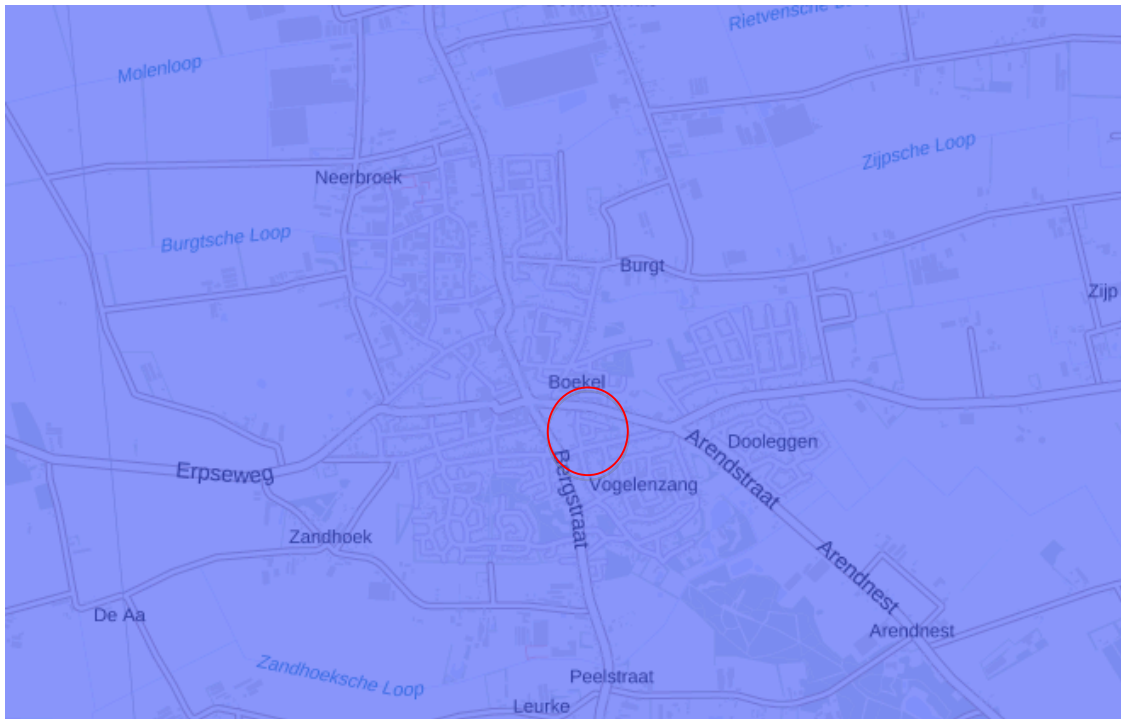 Rietvensche
Molenloop
Zijpsche Loop
Neerbroek
Burgtsche Loop
Burgt
Zijp
Boekel
Dooleggen
Arendstraat
Erpseweg
Bergstraat
Vogelenzang
Zandhoek
Arendnest
De Aa
Arendnest
Zandhoeksche Loop
Peelstraat
Leurke